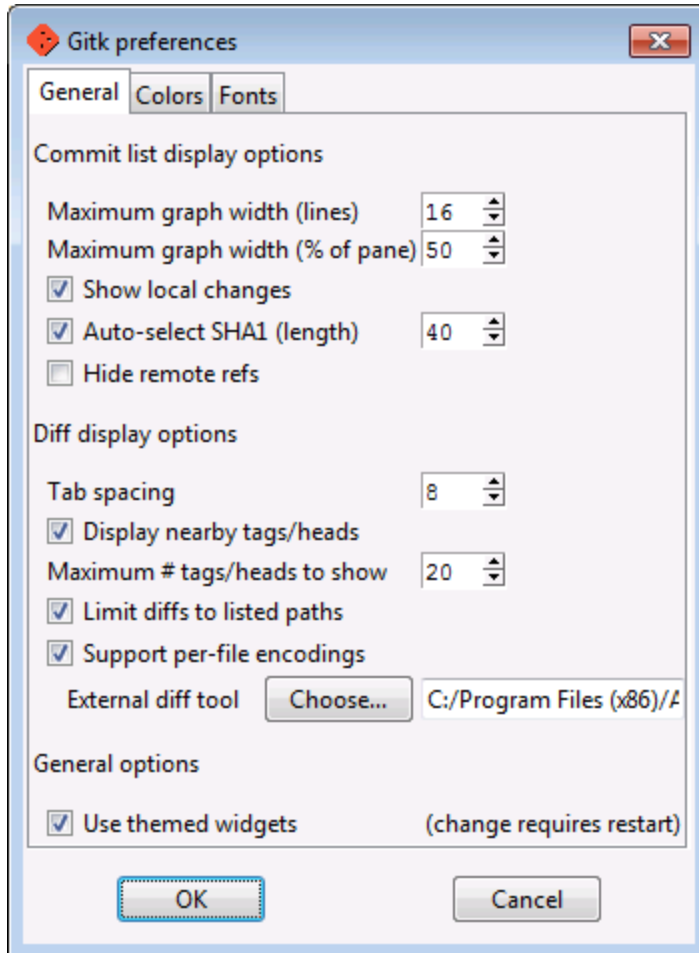 Gitk preferences
General Colors Fonts
Commit list display options
Maximum graph width (lines) 16
Maximum graph width (% of pane) 50
Show local changes
Auto-select SHA1 (length) 40
Hide remote refs
Diff display options
Tab spacing 8
Display nearby tags/heads
Maximum # tags/heads to show 20
Limit diffs to listed paths
Support per-file encodings
External diff tool Choose... C:/Program Files (x86)/A
General options
Use themed widgets (change requires restart)
OK Cancel